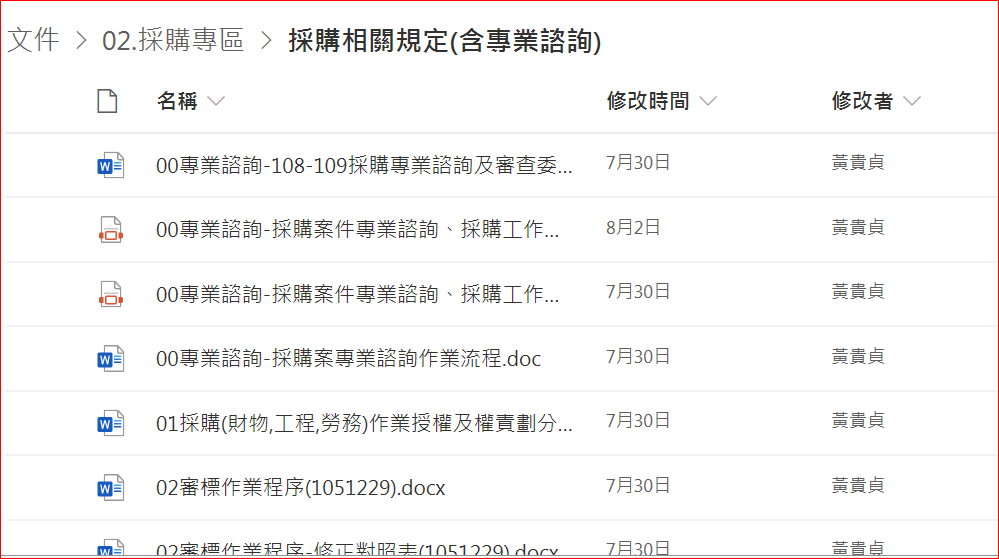 文件 > 02.採購專區 > 採購相關規定(含專業諮詢)
名稱 修改時間 修改者
00專業諮詢-108-109採購專業諮詢及審查委... 7月30日 黃貴貞
00專業諮詢-採購案件專業諮詢、採購工作... 8月2日 黃貴貞
00專業諮詢-採購案件專業諮詢、採購工作... 7月30日 黃貴貞
00專業諮詢-採購案專業諮詢作業流程.doc 7月30日 黃貴貞
01採購(財物,工程,勞務)作業授權及權責劃分... 7月30日 黃貴貞
02審標作業程序(1051229).docx 7月30日 黃貴貞
02審標作業程序-修正對照表(1051229).docx 7月30日 黃貴貞